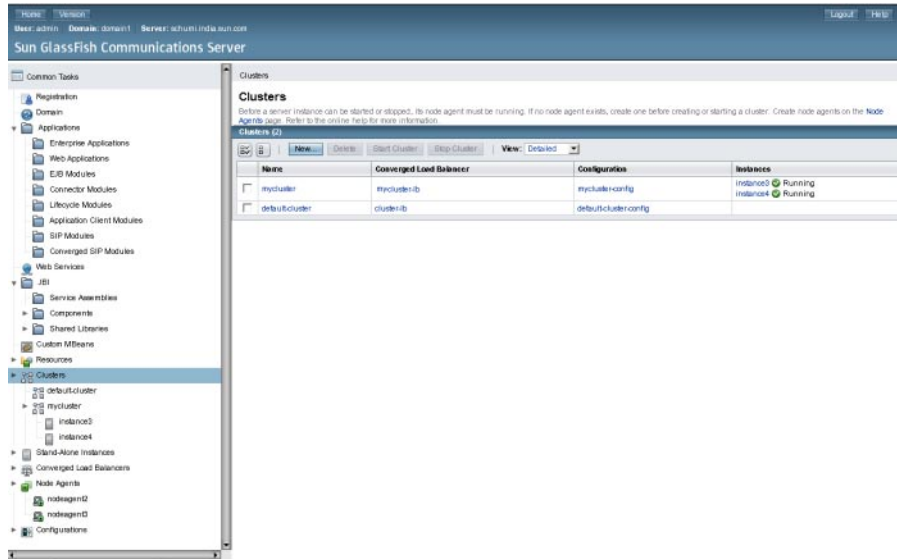 Home Version
Logout Help
User: admin Domain: domain1 Server: schumi.india.sun.com
Sun GlassFish Communications Server
Common Tasks
Registration
Domain
Applications
Enterprise Applications
Web Applications
EJB Modules
Connector Modules
Lifecycle Modules
Application Client Modules
SIP Modules
Converged SIP Modules
Web Services
JBI
Service Assemblies
Components
Shared Libraries
Custom MBeans
Resources
Clusters
default-cluster
mycluster
instance3
instance4
Stand-Alone Instances
Converged Load Balancers
Node Agents
nodeagent2
nodeagent3
Configurations
Clusters
Clusters
Before a server instance can be started or stopped, its node agent must be running. If no node agent exists, create one before creating or starting a cluster. Create node agents on the Node
Agents page. Refer to the online help for more information.
Clusters (2)
New... Delete Start Cluster Stop Cluster View: Detailed
Name Converged Load Balancer Configuration Instances
mycluster mycluster-lb mycluster-config instance3 Running
instance4 Running
default-cluster cluster-lb default-cluster-config